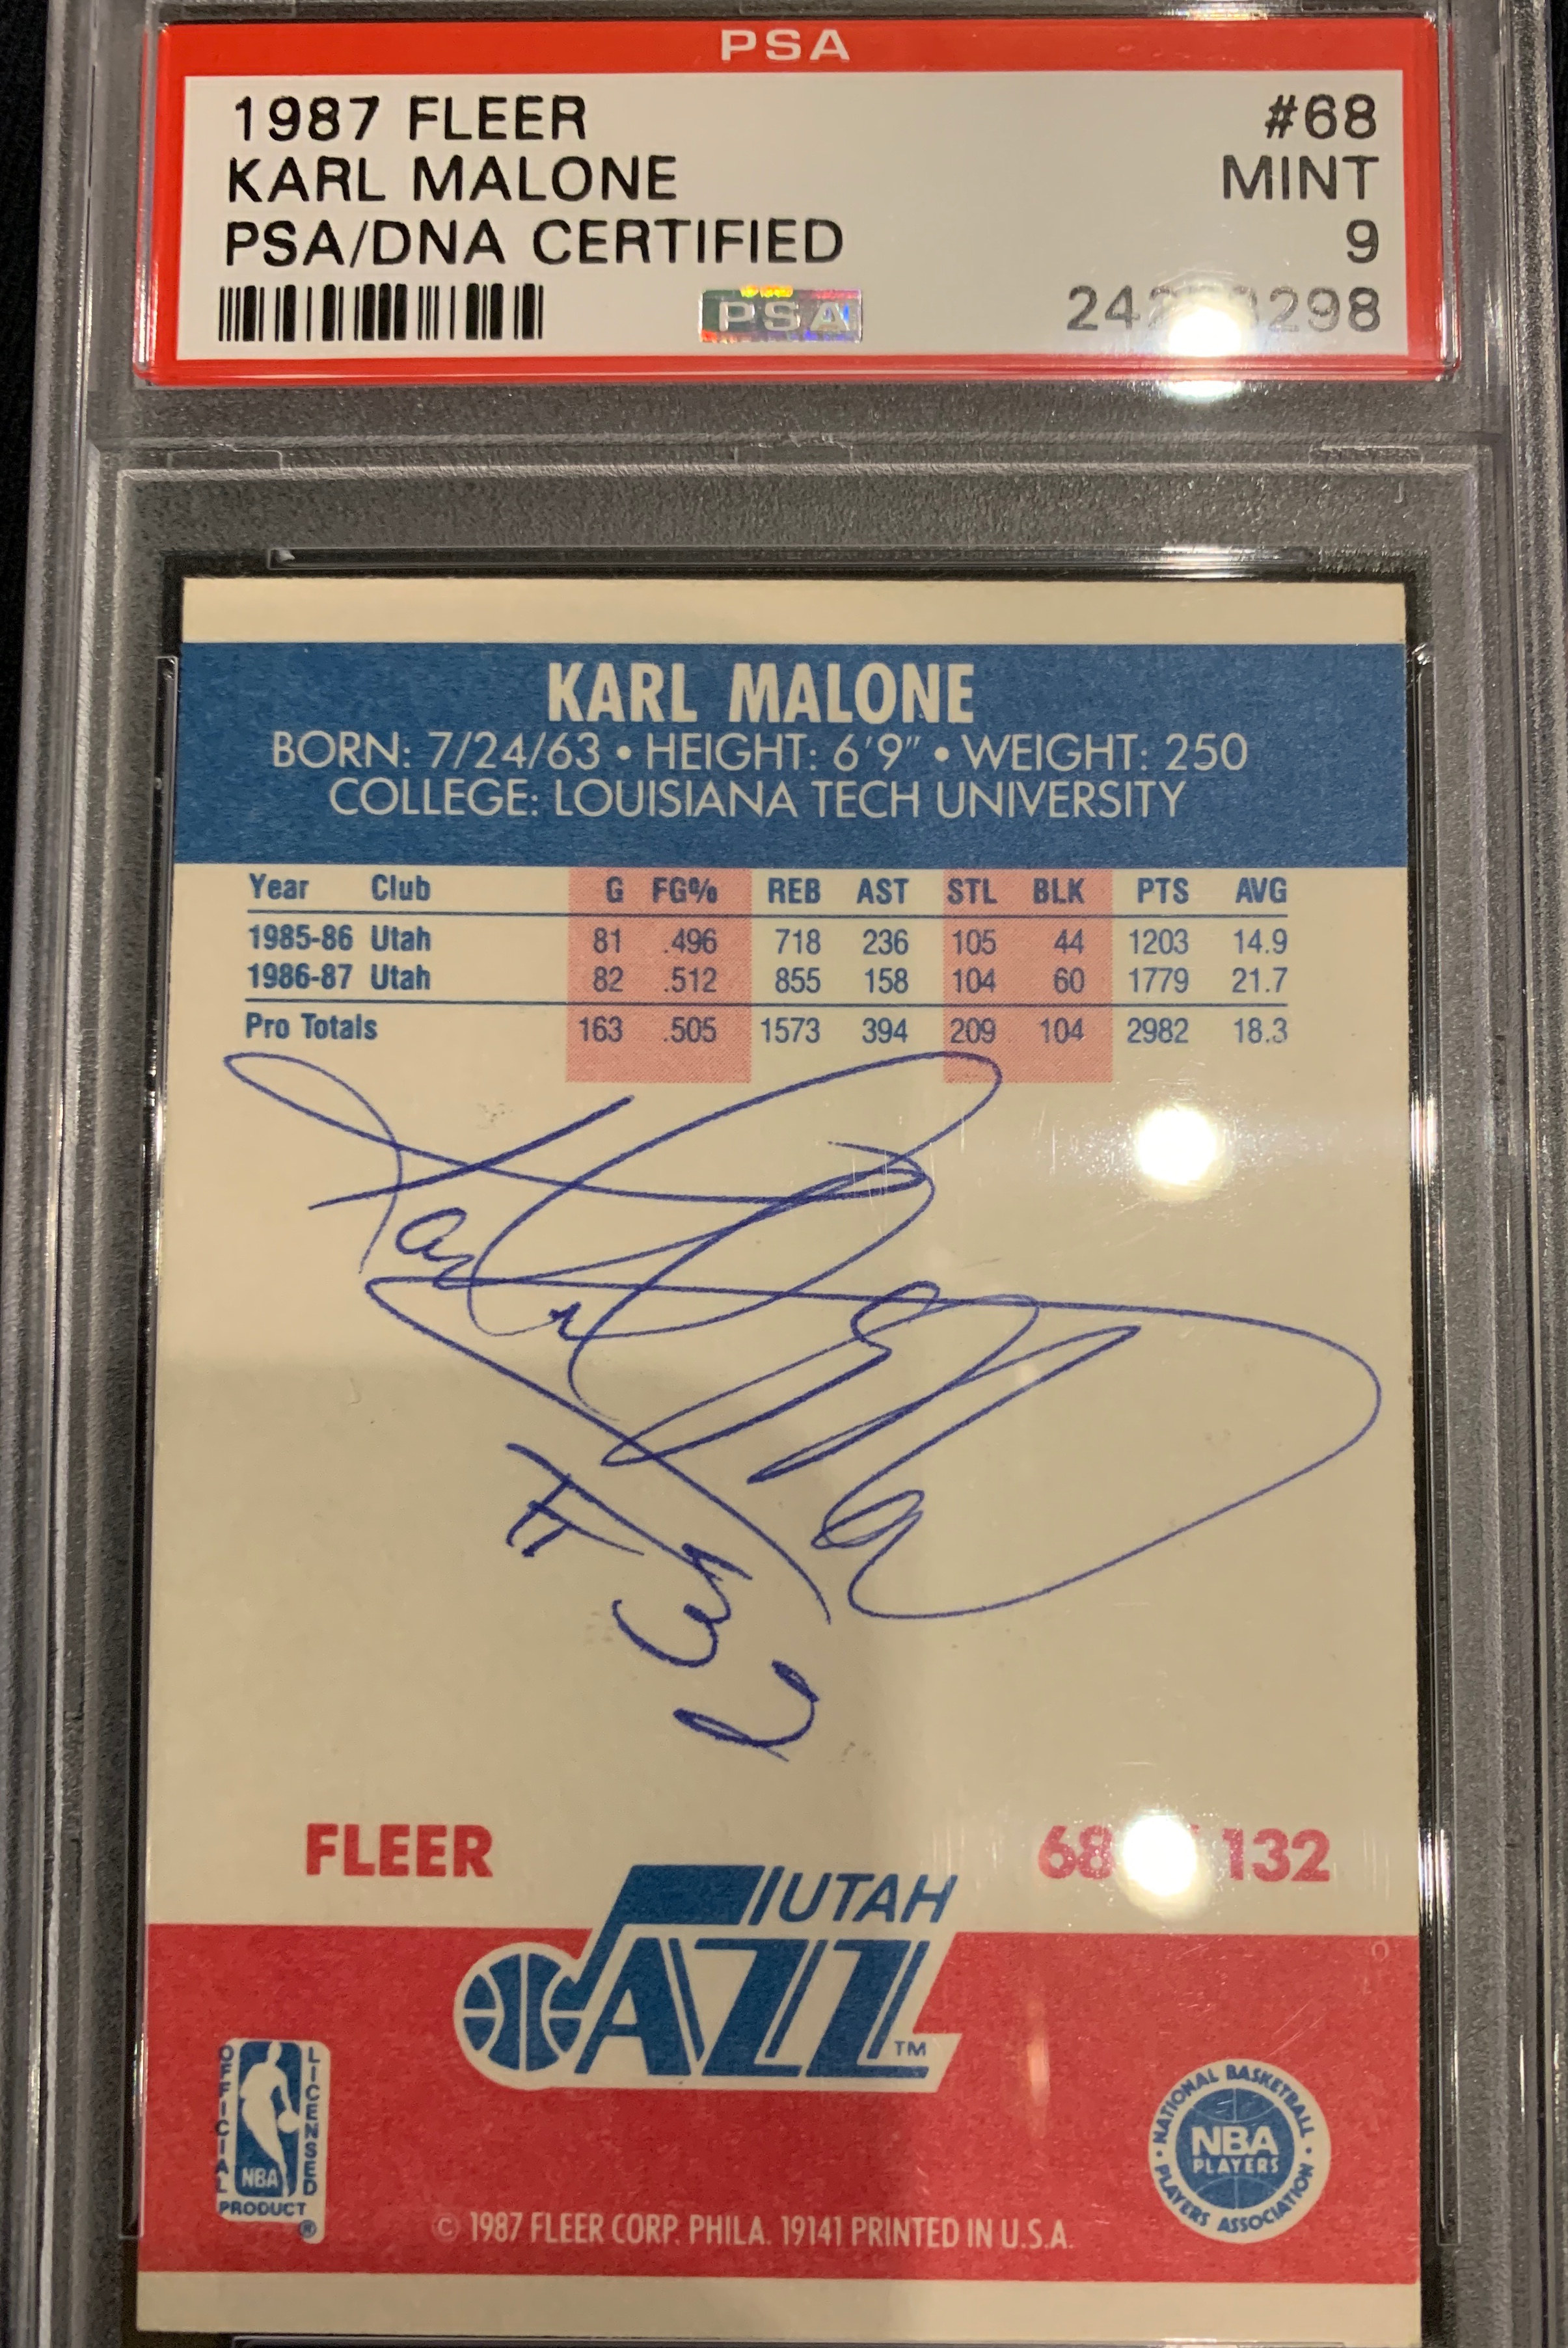 PSA
1987 FLEER #68
KARL MALONE MINT
PSA/DNA CERTIFIED 9
PSA 298
KARL MALONE
BORN: 7/24/63 • HEIGHT: 6'9" • WEIGHT: 250
COLLEGE: LOUISIANA TECH UNIVERSITY
Year Club G FG% REB AST STL BLK PTS AVG
1985-86 Utah 81 .496 718 236 105 44 1203 14.9
1986-87 Utah 82 .512 855 158 104 60 1779 21.7
Pro Totals 163 .505 1573 394 209 104 2982 18.3
Karl
#32
FLEER 68 132
UTAH
JAZZ TM
OFFICIAL LICENSED
NBA
PRODUCT ®
NATIONAL BASKETBALL
NBA
PLAYERS
PLAYERS ASSOCIATION
© 1987 FLEER CORP. PHILA. 19141 PRINTED IN U.S.A.